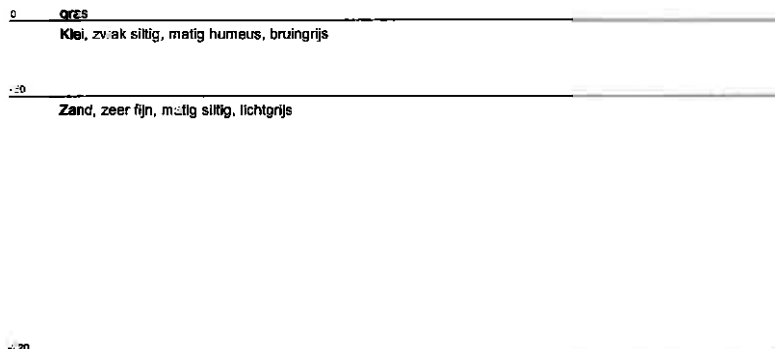 0 gras
Klei, zwak siltig, matig humeus, bruingrijs
Zand, zeer fijn, matig siltig, lichtgrijs